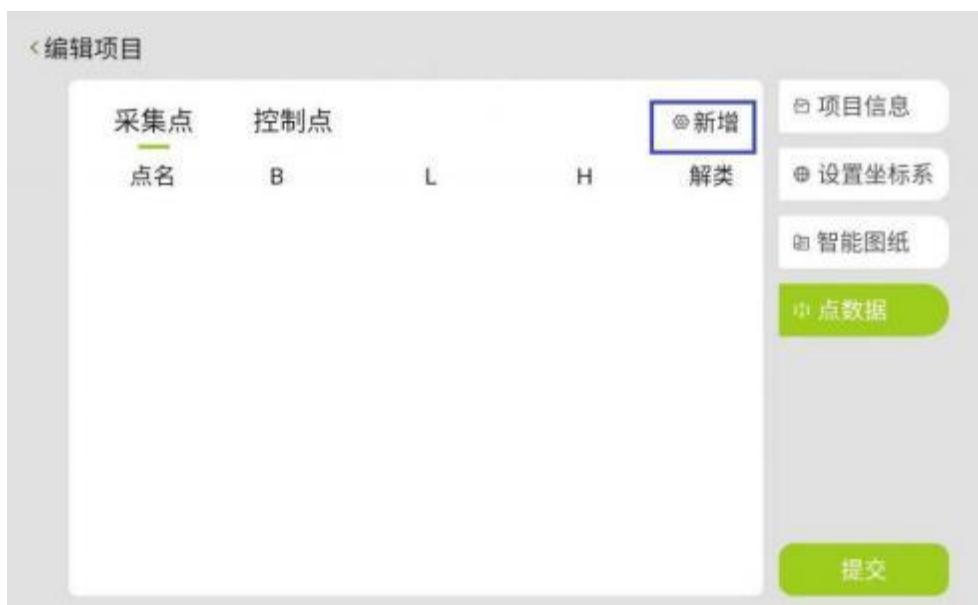 <编辑项目
采集点 控制点 新增
点名 B L H 解类
项目信息
设置坐标系
智能图纸
点数据
提交